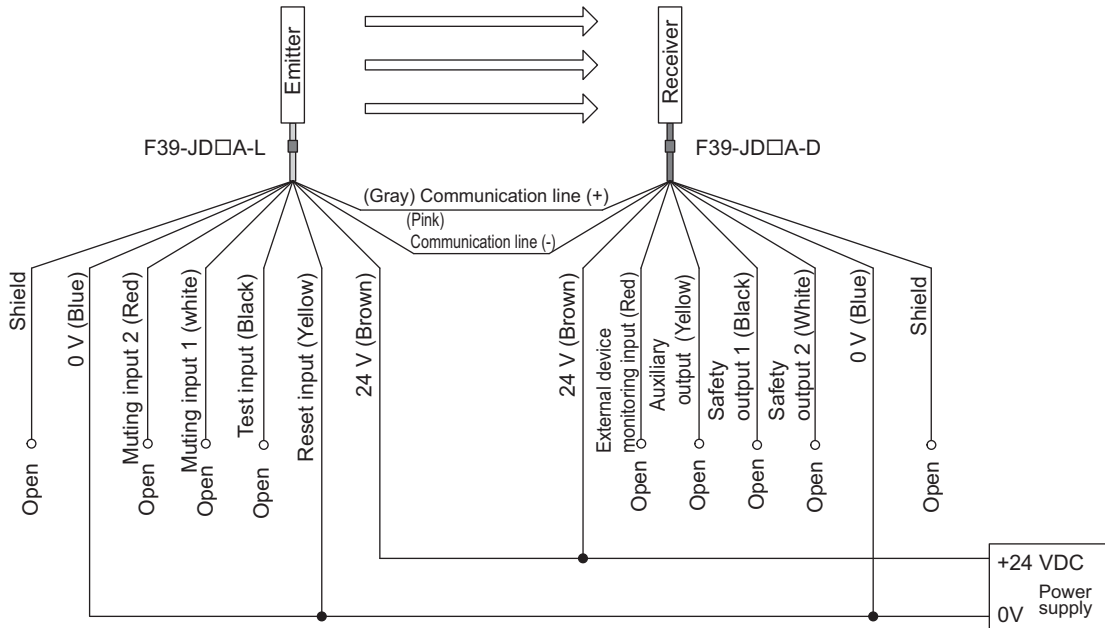 Emitter
Receiver
F39-JD□A-L
F39-JD□A-D
(Gray) Communication line (+)
(Pink)
Communication line (-)
Shield
0 V (Blue)
Muting input 2 (Red)
Muting input 1 (white)
Test input (Black)
Reset input (Yellow)
24 V (Brown)
24 V (Brown)
External device
monitoring input (Red)
Auxiliary
output (Yellow)
Safety
output 1 (Black)
Safety
output 2 (White)
0 V (Blue)
Shield
Open
Open
Open
Open
Open
Open
Open
Open
Open
+24 VDC
Power
supply
0V